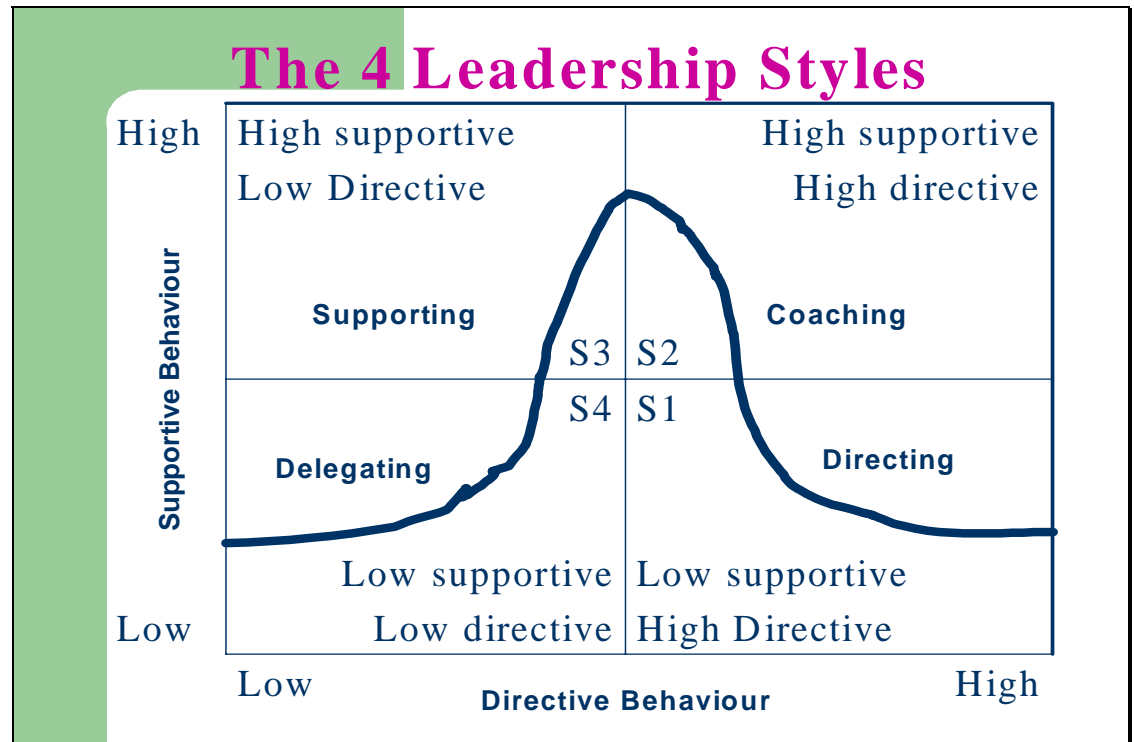 The 4 Leadership Styles
High
High supportive
Low Directive
High supportive
High directive
Supportive Behaviour
Supporting
Coaching
S3
S2
S4
S1
Delegating
Directing
Low supportive
Low directive
Low supportive
High Directive
Low
Low
Directive Behaviour
High